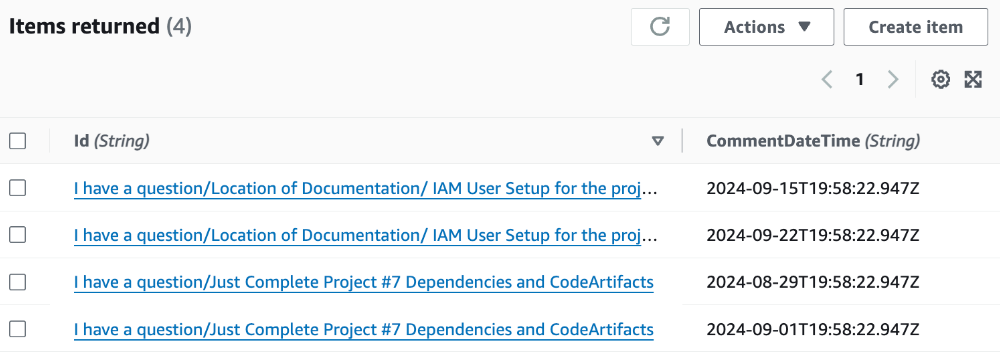 Items returned (4)
Actions
Create item
1
Id (String)
CommentDateTime (String)
I have a question/Location of Documentation/ IAM User Setup for the proj...
2024-09-15T19:58:22.947Z
I have a question/Location of Documentation/ IAM User Setup for the proj...
2024-09-22T19:58:22.947Z
I have a question/Just Complete Project #7 Dependencies and CodeArtifacts
2024-08-29T19:58:22.947Z
I have a question/Just Complete Project #7 Dependencies and CodeArtifacts
2024-09-01T19:58:22.947Z